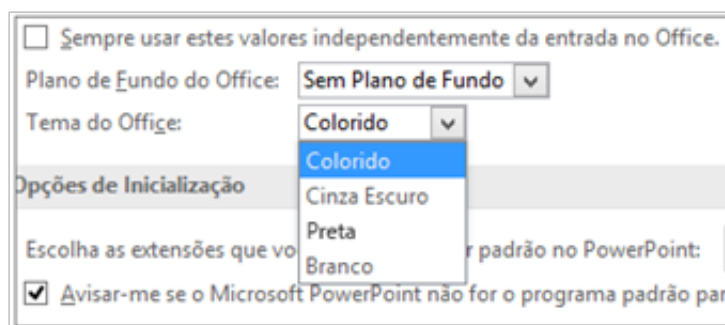 Sempre usar estes valores independentemente da entrada no Office.
Plano de Fundo do Office: Sem Plano de Fundo
Tema do Office: Colorido
Colorido
Opções de Inicialização
Cinza Escuro
Preta
Escolha as extensões que r padrão no PowerPoint:
Branco
Avisar-me se o Microsoft PowerPoint não for o programa padrão